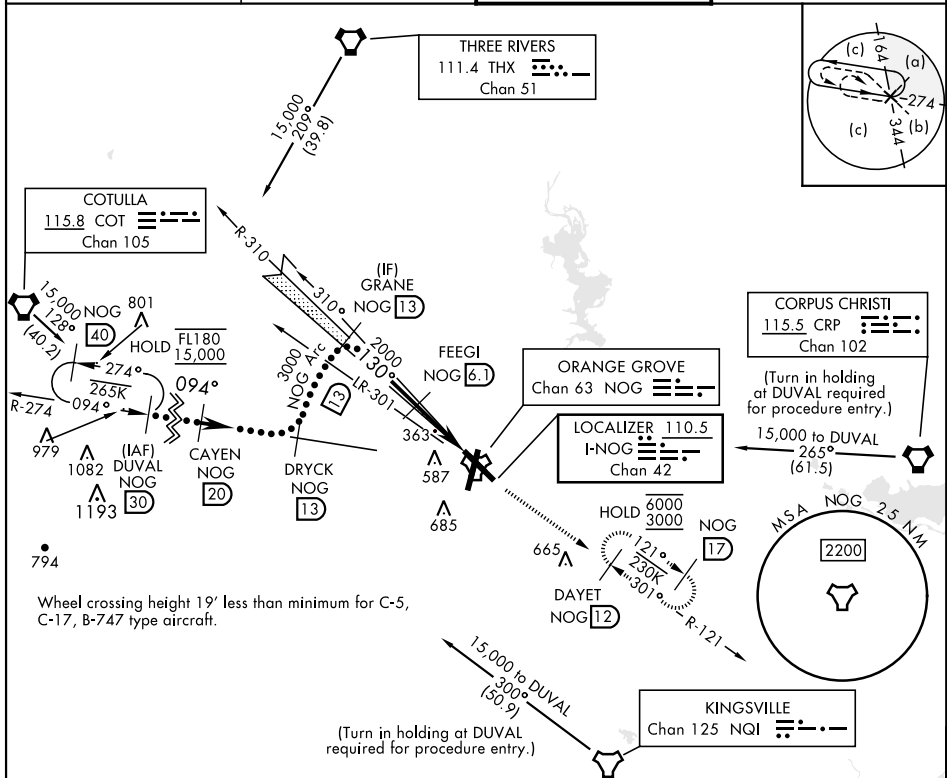 THREE RIVERS
111.4 THX
Chan 51
15,000
209°
(39.8)
(c)
164
(a)
274
(c)
344
(b)
COTULLA
115.8 COT
Chan 105
15,000
128°
(40.2)
NOG 40
801
HOLD
FL180
15,000
274°
265K
094°
094°
R-274
979
1082
1193
(IAF)
DUVAL
NOG
30
CAYEN
NOG
20
DRYCK
NOG
13
794
R-310
310°
(IF)
GRANE
NOG 13
3000
NOG
Arc
13
2000
130°
LR-301
FEEGI
NOG 6.1
363
587
685
ORANGE GROVE
Chan 63 NOG
LOCALIZER 110.5
I-NOG
Chan 42
CORPUS CHRISTI
115.5 CRP
Chan 102
(Turn in holding
at DUVAL required
for procedure entry.)
15,000 to DUVAL
265°
(61.5)
HOLD
6000
3000
NOG
17
121°
230K
301°
665
DAYET
NOG 12
R-121
MSA NOG 25 NM
2200
Wheel crossing height 19' less than minimum for C-5,
C-17, B-747 type aircraft.
15,000 to DUVAL
300°
(50.9)
(Turn in holding at DUVAL
required for procedure entry.)
KINGSVILLE
Chan 125 NQI